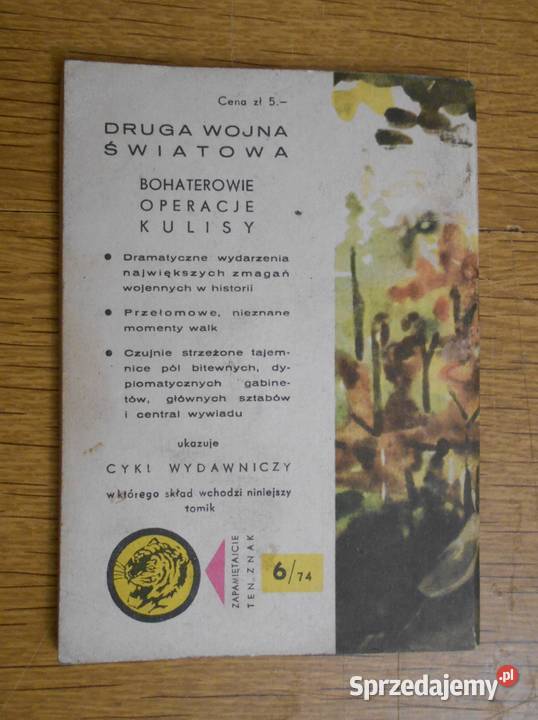 Cena zł 5.–
DRUGA WOJNA
ŚWIATOWA
BOHATEROWIE
OPERACJE
KULISY
● Dramatyczne wydarzenia
największych zmagań
wojennych w historii
● Przełomowe, nieznane
momenty walk
● Czujnie strzeżone tajem-
nice pól bitewnych, dy-
plomatycznych gabine-
tów, głównych sztabów
i central wywiadu
ukazuje
CYKL WYDAWNICZY
w którego skład wchodzi niniejszy
tomik
ZAPAMIĘTAJCIE
TEN ZNAK
6/74
Sprzedajemy.pl